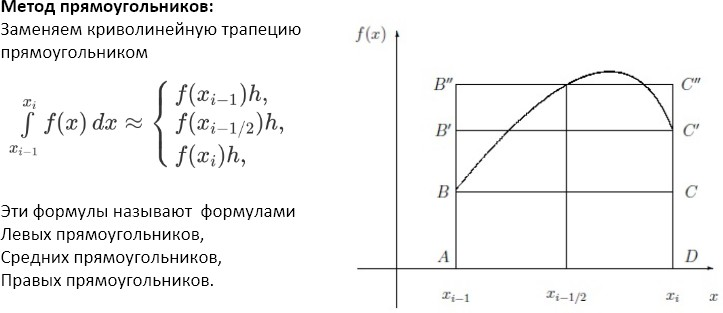 Метод прямоугольников:
Заменяем криволинейную трапецию
прямоугольником
∫_{x_{i−1}}^{x_i} f(x) dx ≈ { f(x_{i−1})h,
f(x_{i−1/2})h,
f(x_i)h,
Эти формулы называют формулами
Левых прямоугольников,
Средних прямоугольников,
Правых прямоугольников.
f(x)
B″ C″
B′ C′
B C
A D
x_{i−1} x_{i−1/2} x_i x